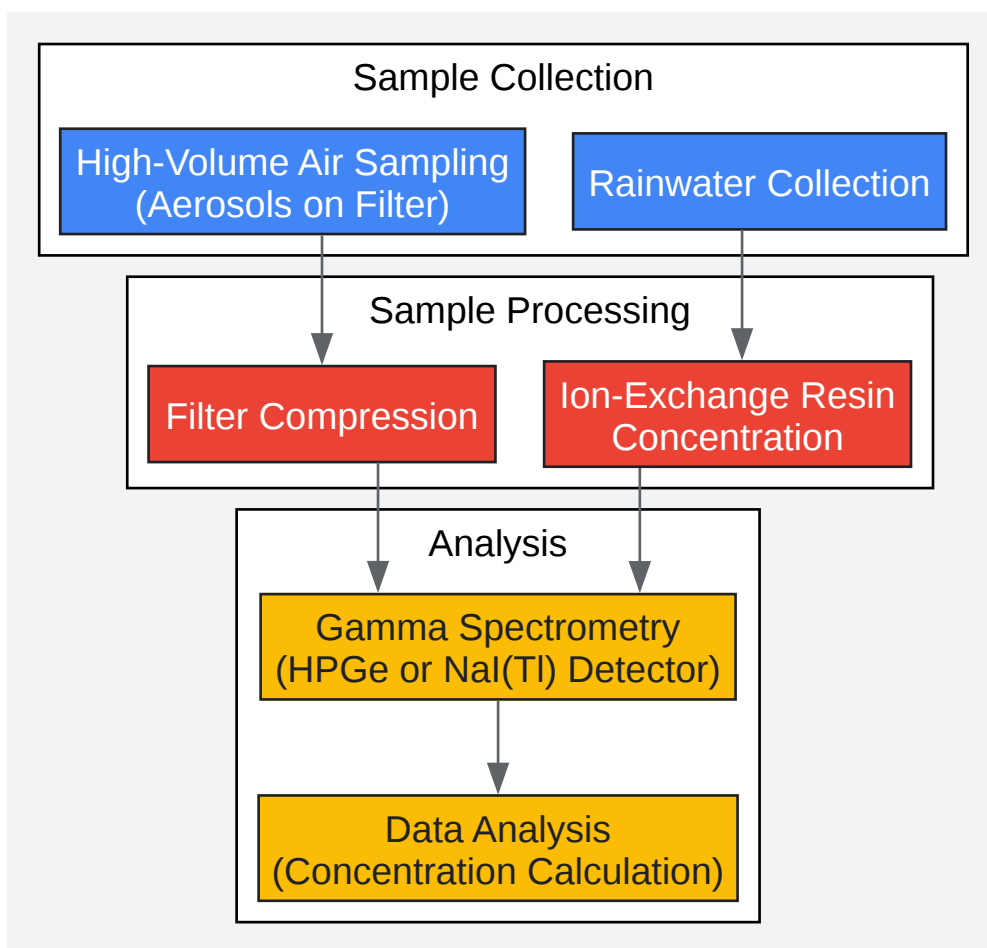 Sample Collection
High-Volume Air Sampling
(Aerosols on Filter)
Rainwater Collection
Sample Processing
Filter Compression
Ion-Exchange Resin
Concentration
Analysis
Gamma Spectrometry
(HPGe or NaI(Tl) Detector)
Data Analysis
(Concentration Calculation)